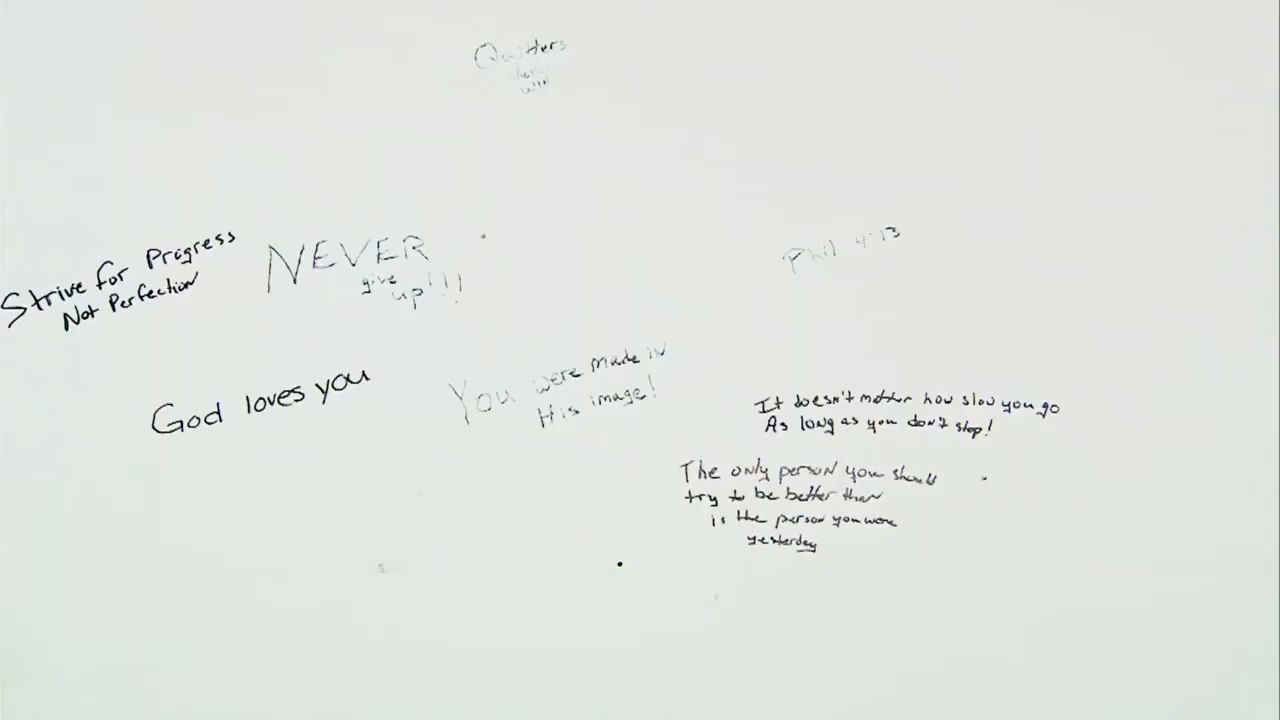 Quitters
win
Strive for Progress
Not Perfection
NEVER
give
up!!!
Phil 4:13
God loves you
You were made in
His image!
It doesn't matter how slow you go
As long as you don't stop!
The only person you should
try to be better than
is the person you were
yesterday